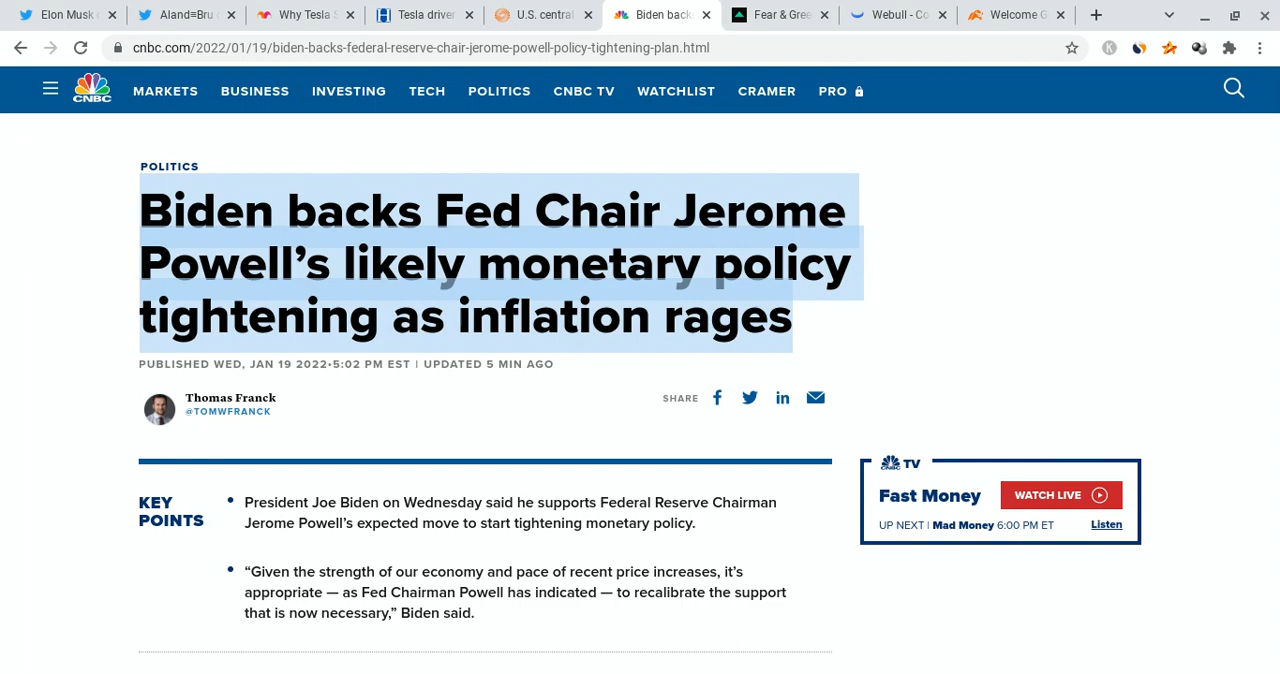 Elon Musk
Aland≡Bru
Why Tesla S
Tesla driver
U.S. central
Biden back
Fear & Gree
Webull - Co
Welcome G
cnbc.com/2022/01/19/biden-backs-federal-reserve-chair-jerome-powell-policy-tightening-plan.html
K
CNBC
MARKETS
BUSINESS
INVESTING
TECH
POLITICS
CNBC TV
WATCHLIST
CRAMER
PRO
POLITICS
Biden backs Fed Chair Jerome
Powell’s likely monetary policy
tightening as inflation rages
PUBLISHED WED, JAN 19 2022•5:02 PM EST | UPDATED 5 MIN AGO
Thomas Franck
@TOMWFRANCK
SHARE
KEY
POINTS
President Joe Biden on Wednesday said he supports Federal Reserve Chairman
Jerome Powell’s expected move to start tightening monetary policy.
“Given the strength of our economy and pace of recent price increases, it’s
appropriate — as Fed Chairman Powell has indicated — to recalibrate the support
that is now necessary,” Biden said.
CNBC TV
Fast Money
WATCH LIVE
UP NEXT | Mad Money 6:00 PM ET
Listen